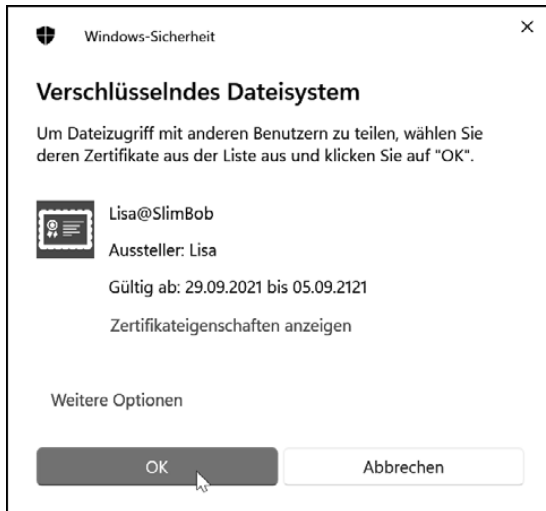 Windows-Sicherheit
Verschlüsselndes Dateisystem
Um Dateizugriff mit anderen Benutzern zu teilen, wählen Sie
deren Zertifikate aus der Liste aus und klicken Sie auf "OK".
Lisa@SlimBob
Aussteller: Lisa
Gültig ab: 29.09.2021 bis 05.09.2121
Zertifikateigenschaften anzeigen
Weitere Optionen
OK
Abbrechen